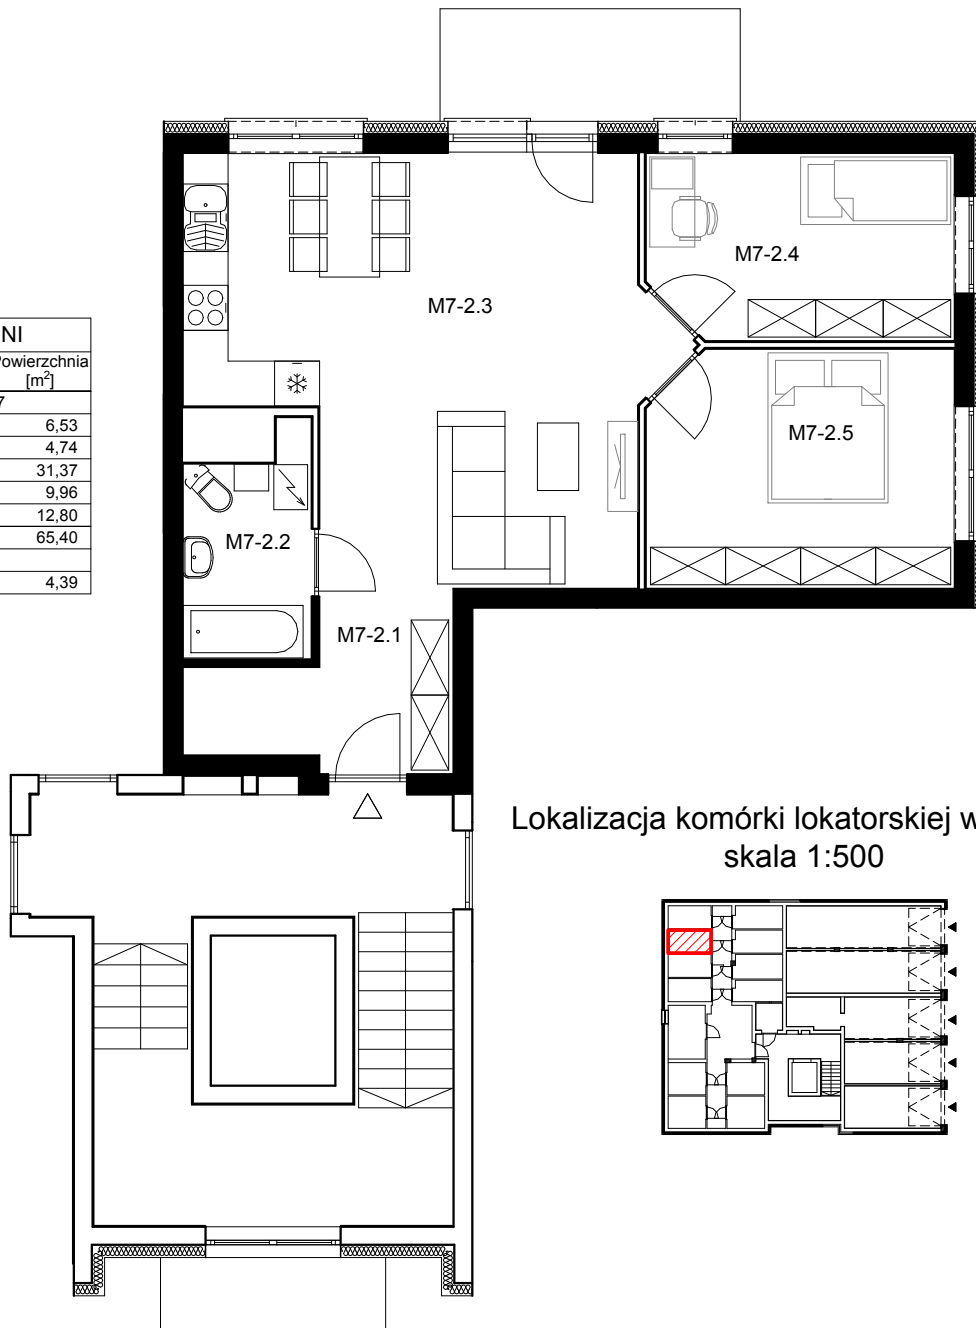 M7-2.3
M7-2.4
M7-2.5
M7-2.2
M7-2.1
NI
Powierzchnia
[m²]
7
6,53
4,74
31,37
9,96
12,80
65,40
4,39
Lokalizacja komórki lokatorskiej w
skala 1:500